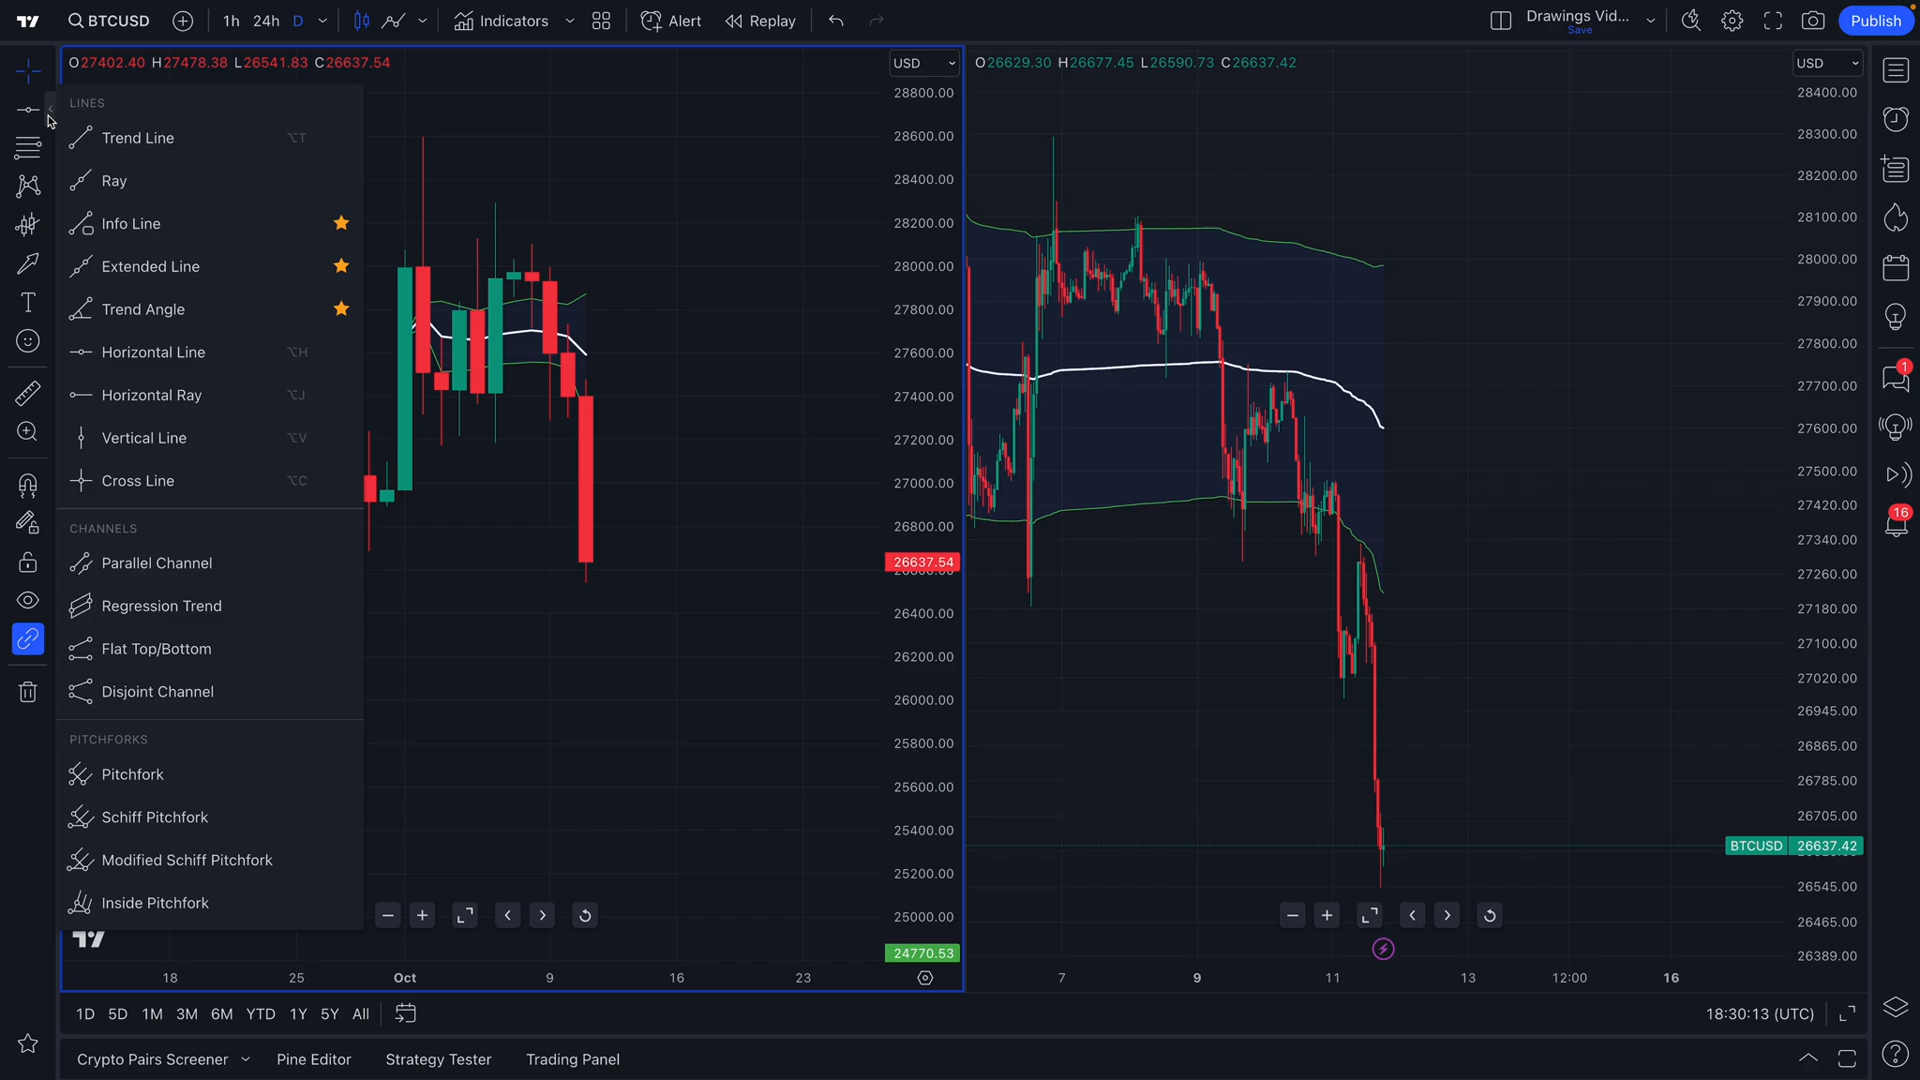 BTCUSD 1h 24h D Indicators Alert Replay Drawings Vid... Save Publish
O27402.40 H27478.38 L26541.83 C26637.54 USD
O26629.30 H26677.45 L26590.73 C26637.42 USD
LINES
Trend Line ⌥T
Ray
Info Line
Extended Line
Trend Angle
Horizontal Line ⌥H
Horizontal Ray ⌥J
Vertical Line ⌥V
Cross Line ⌥C
CHANNELS
Parallel Channel
Regression Trend
Flat Top/Bottom
Disjoint Channel
PITCHFORKS
Pitchfork
Schiff Pitchfork
Modified Schiff Pitchfork
Inside Pitchfork
28800.00
28600.00
28400.00
28200.00
28000.00
27800.00
27600.00
27400.00
27200.00
27000.00
26800.00
26637.54
26400.00
26200.00
26000.00
25800.00
25600.00
25400.00
25200.00
25000.00
24770.53
18 25 Oct 9 16 23
28400.00
28300.00
28200.00
28100.00
28000.00
27900.00
27800.00
27700.00
27600.00
27500.00
27420.00
27340.00
27260.00
27180.00
27100.00
27020.00
26945.00
26865.00
26785.00
26705.00
BTCUSD 26637.42
26545.00
26465.00
26389.00
7 9 11 13 12:00 16
1
16
1D 5D 1M 3M 6M YTD 1Y 5Y All 18:30:13 (UTC)
Crypto Pairs Screener Pine Editor Strategy Tester Trading Panel